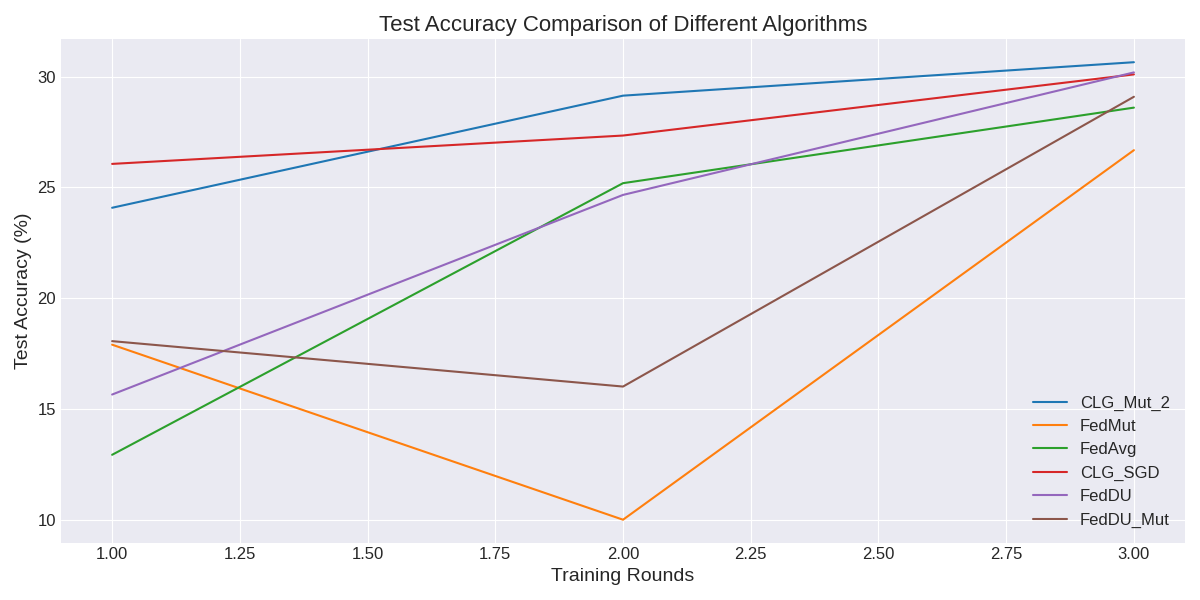 Test Accuracy Comparison of Different Algorithms
Test Accuracy (%)
30
25
20
15
10
1.00 1.25 1.50 1.75 2.00 2.25 2.50 2.75 3.00
Training Rounds
CLG_Mut_2
FedMut
FedAvg
CLG_SGD
FedDU
FedDU_Mut